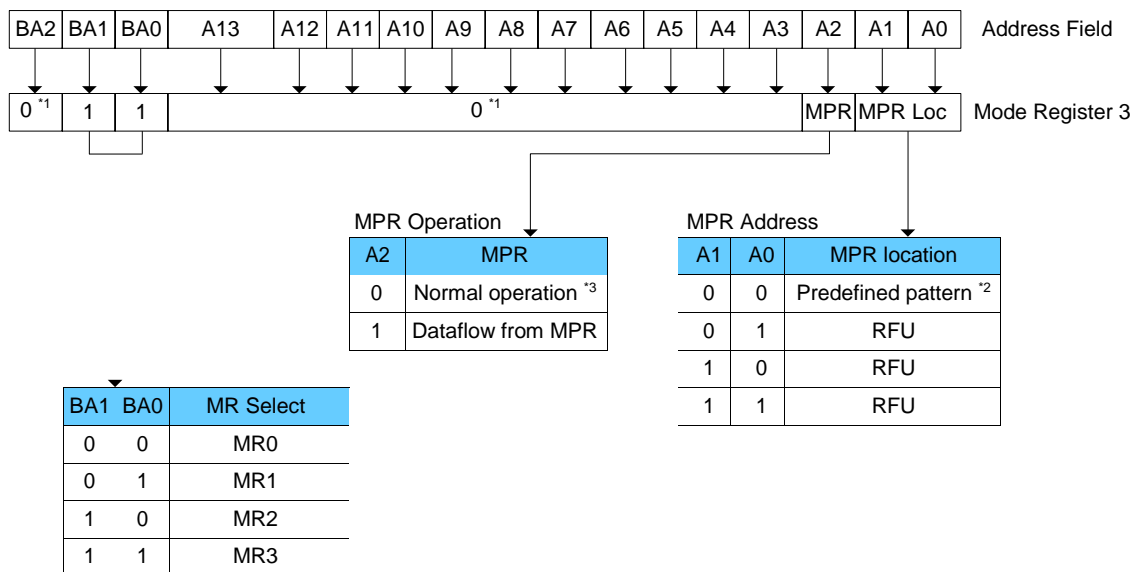 BA2 BA1 BA0 A13 A12 A11 A10 A9 A8 A7 A6 A5 A4 A3 A2 A1 A0 Address Field
0 *1 1 1 0 *1 MPR MPR Loc Mode Register 3
MPR Operation
A2 MPR
0 Normal operation *3
1 Dataflow from MPR
MPR Address
A1 A0 MPR location
0 0 Predefined pattern *2
0 1 RFU
1 0 RFU
1 1 RFU
BA1 BA0 MR Select
0 0 MR0
0 1 MR1
1 0 MR2
1 1 MR3